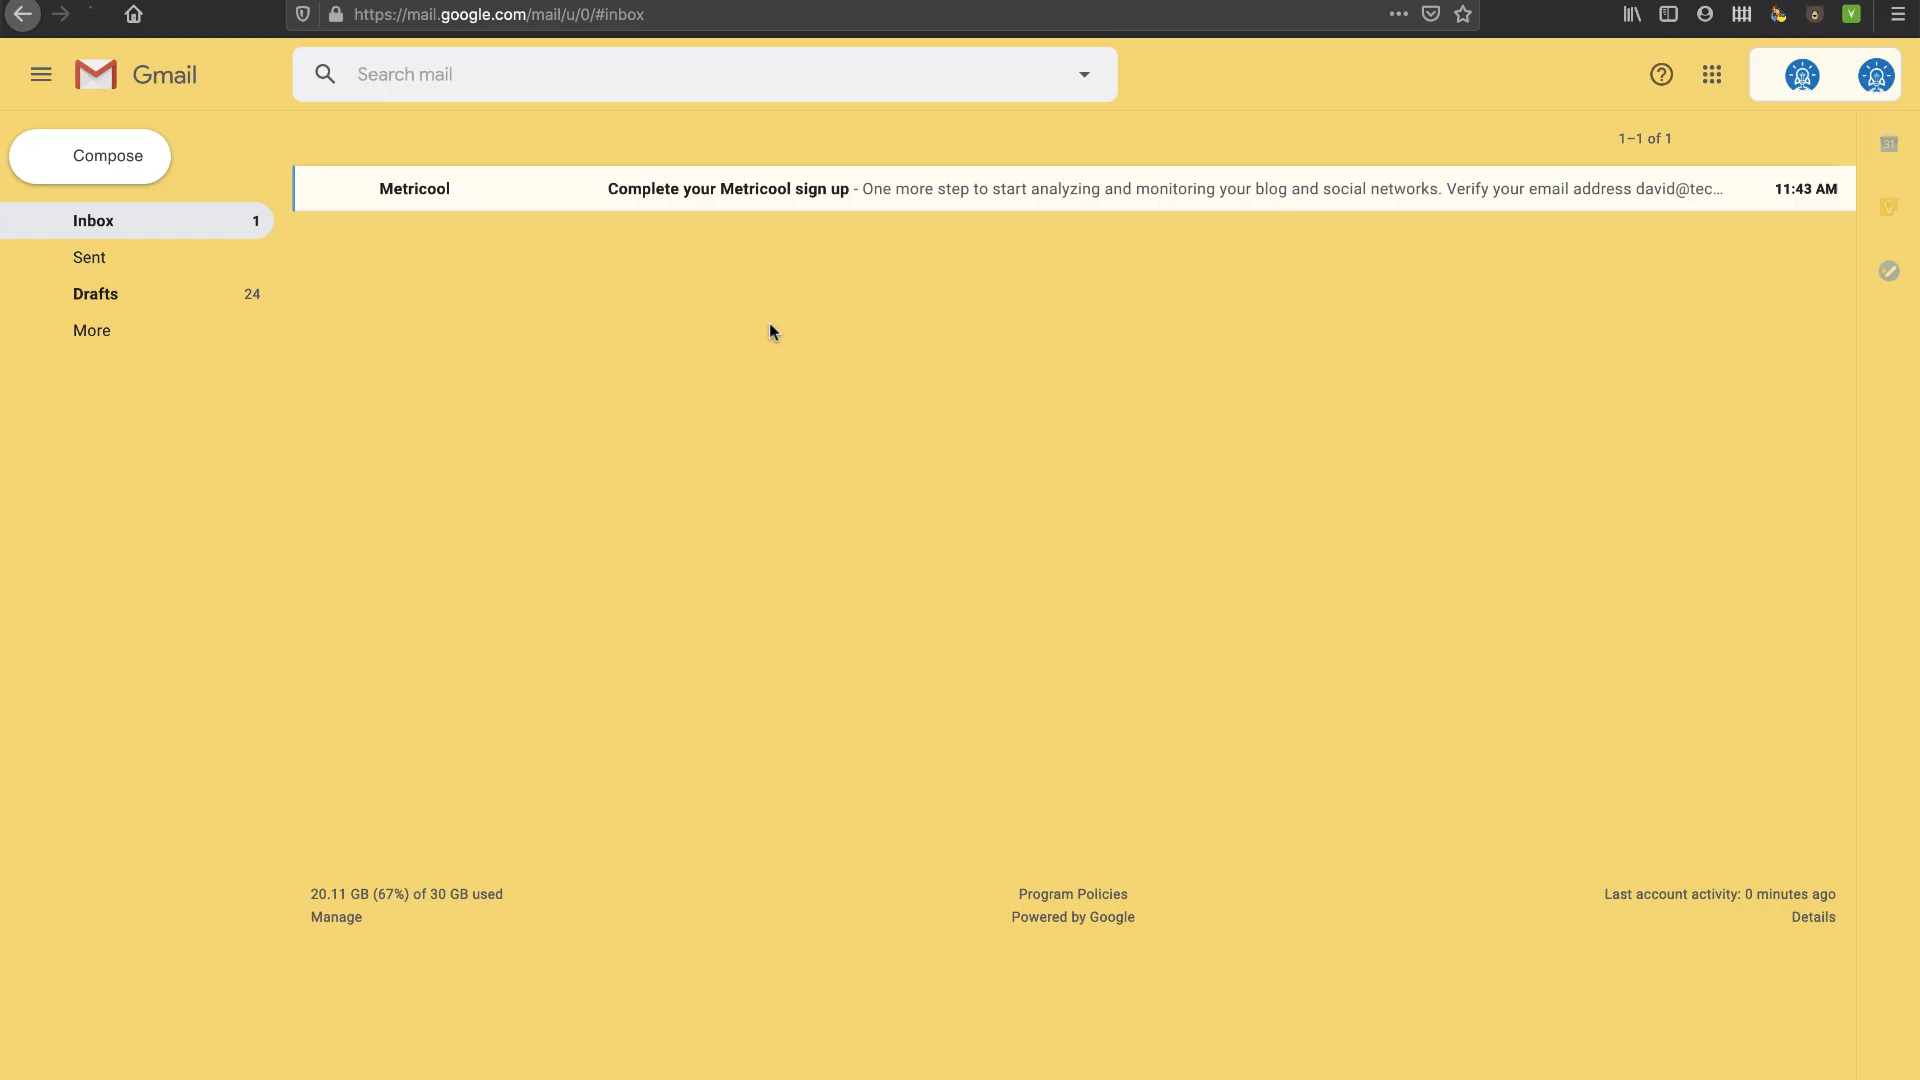 https://mail.google.com/mail/u/0/#inbox
Gmail
Search mail
Compose
1–1 of 1
31
Metricool Complete your Metricool sign up - One more step to start analyzing and monitoring your blog and social networks. Verify your email address david@tec... 11:43 AM
Inbox 1
Sent
Drafts 24
More
20.11 GB (67%) of 30 GB used
Manage
Program Policies
Powered by Google
Last account activity: 0 minutes ago
Details